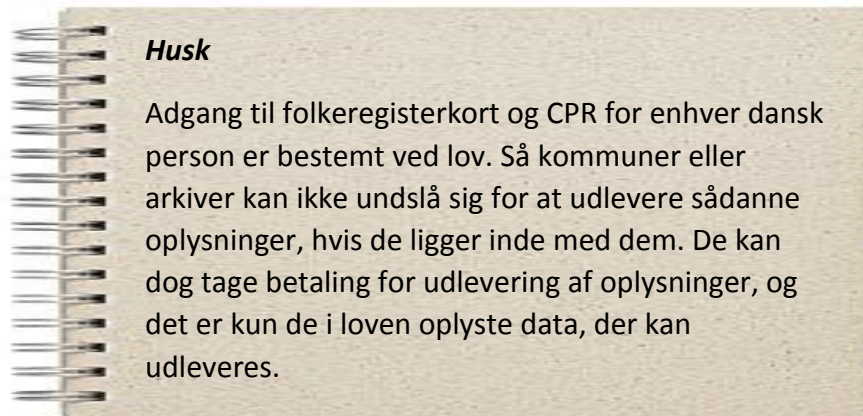 Husk
Adgang til folkeregisterkort og CPR for enhver dansk
person er bestemt ved lov. Så kommuner eller
arkiver kan ikke undslå sig for at udlevere sådanne
oplysninger, hvis de ligger inde med dem. De kan
dog tage betaling for udlevering af oplysninger, og
det er kun de i loven oplyste data, der kan
udleveres.